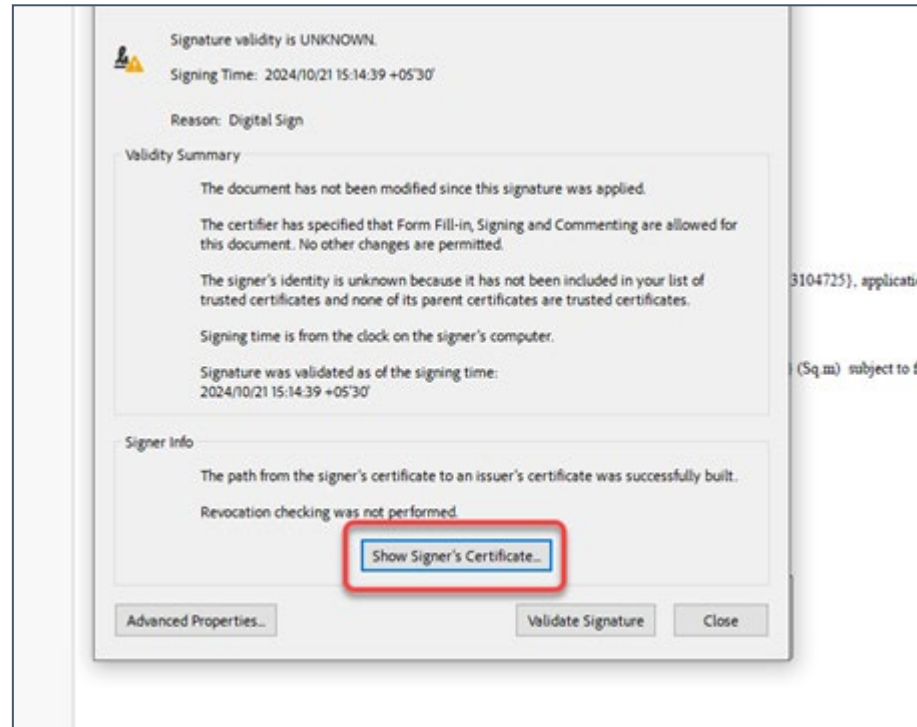 Signature validity is UNKNOWN.
Signing Time: 2024/10/21 15:14:39 +05'30'
Reason: Digital Sign
Validity Summary
The document has not been modified since this signature was applied.
The certifier has specified that Form Fill-in, Signing and Commenting are allowed for
this document. No other changes are permitted.
The signer's identity is unknown because it has not been included in your list of
trusted certificates and none of its parent certificates are trusted certificates.
3104725}, applicatio
Signing time is from the clock on the signer's computer.
Signature was validated as of the signing time:
2024/10/21 15:14:39 +05'30'
(Sq.m) subject to f
Signer Info
The path from the signer's certificate to an issuer's certificate was successfully built.
Revocation checking was not performed.
Show Signer's Certificate...
Advanced Properties...
Validate Signature
Close